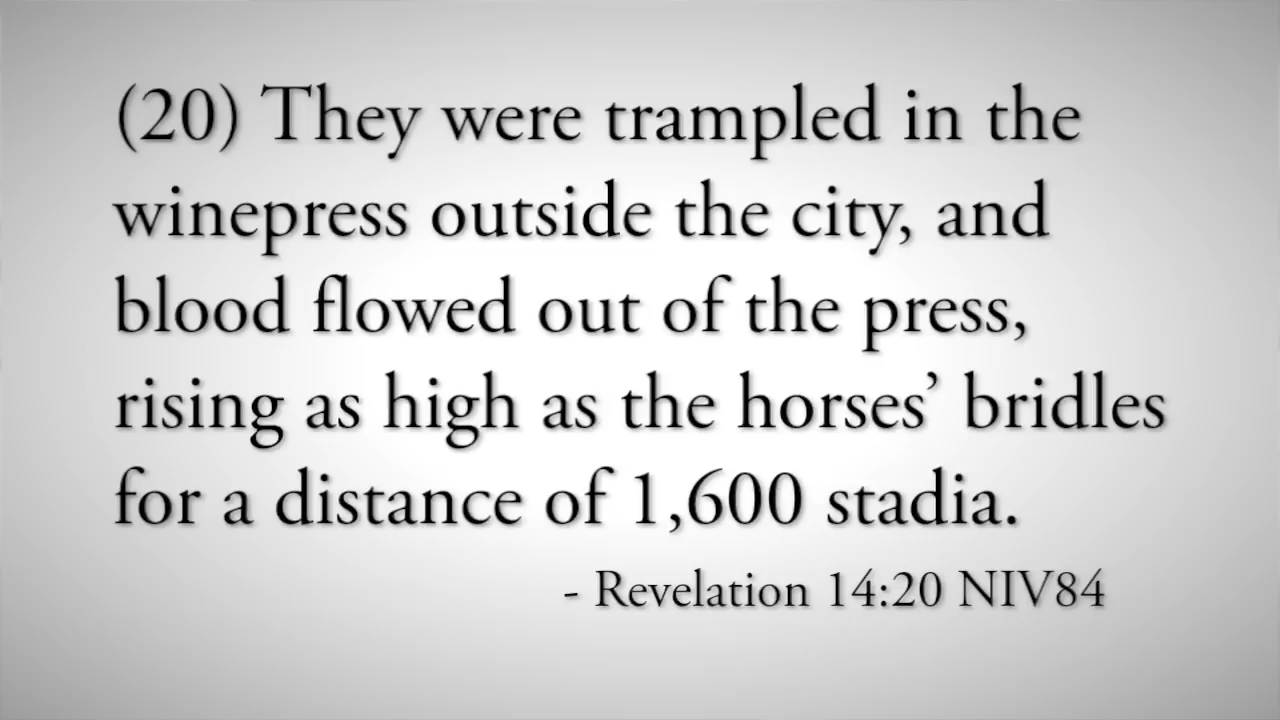 (20) They were trampled in the
winepress outside the city, and
blood flowed out of the press,
rising as high as the horses’ bridles
for a distance of 1,600 stadia.
- Revelation 14:20 NIV84